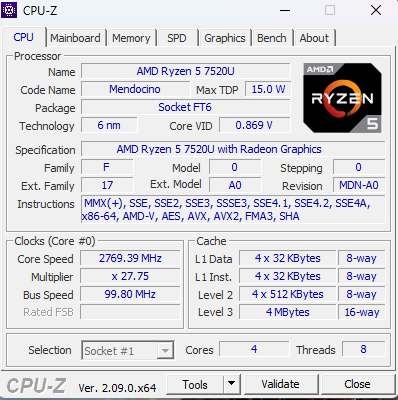 CPU-Z
CPU Mainboard Memory SPD Graphics Bench About
Processor
Name AMD Ryzen 5 7520U
Code Name Mendocino Max TDP 15.0 W
Package Socket FT6
Technology 6 nm Core VID 0.869 V
AMD
RYZEN
5
Specification AMD Ryzen 5 7520U with Radeon Graphics
Family F Model 0 Stepping 0
Ext. Family 17 Ext. Model A0 Revision MDN-A0
Instructions MMX(+), SSE, SSE2, SSE3, SSSE3, SSE4.1, SSE4.2, SSE4A,
x86-64, AMD-V, AES, AVX, AVX2, FMA3, SHA
Clocks (Core #0)
Core Speed 2769.39 MHz
Multiplier x 27.75
Bus Speed 99.80 MHz
Rated FSB
Cache
L1 Data 4 x 32 KBytes 8-way
L1 Inst. 4 x 32 KBytes 8-way
Level 2 4 x 512 KBytes 8-way
Level 3 4 MBytes 16-way
Selection Socket #1 Cores 4 Threads 8
CPU-Z Ver. 2.09.0.x64 Tools Validate Close